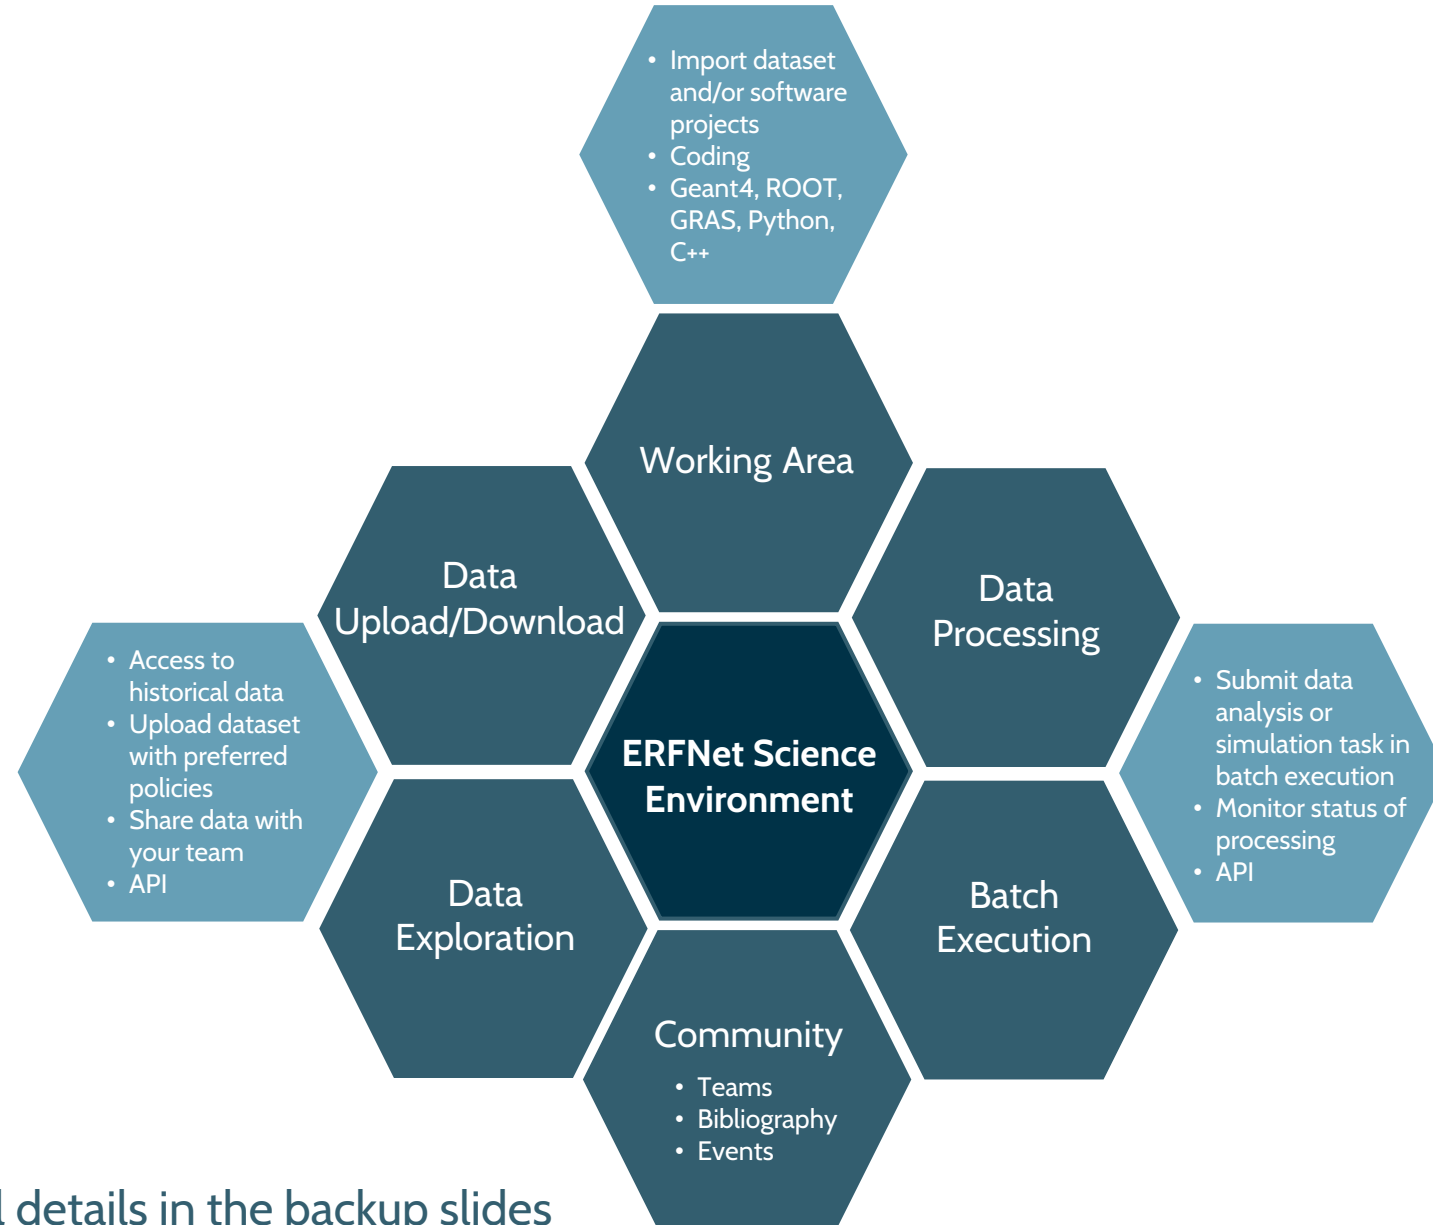 • Import dataset
and/or software
projects
• Coding
• Geant4, ROOT,
GRAS, Python,
C++
Working Area
Data
Upload/Download
Data
Processing
• Access to
historical data
• Upload dataset
with preferred
policies
• Share data with
your team
• API
ERFNet Science
Environment
• Submit data
analysis or
simulation task in
batch execution
• Monitor status of
processing
• API
Data
Exploration
Batch
Execution
Community
• Teams
• Bibliography
• Events
details in the backup slides